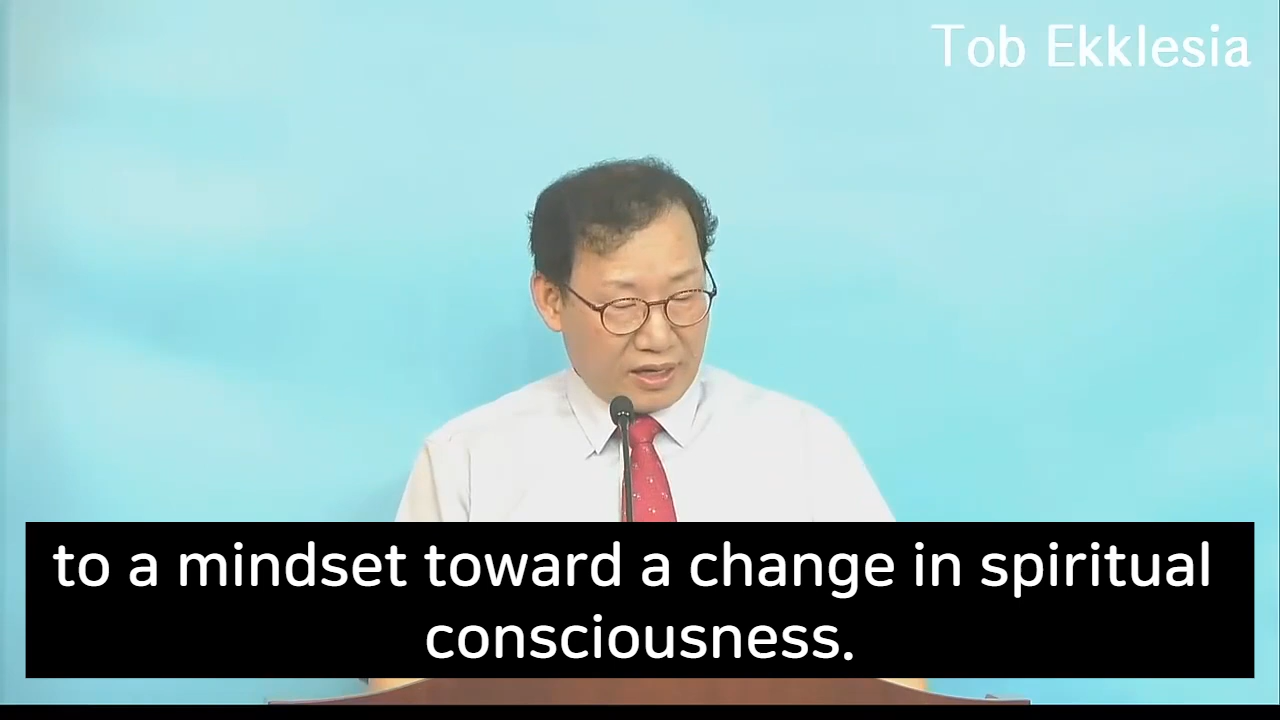 Tob Ekklesia
to a mindset toward a change in spiritual
consciousness.